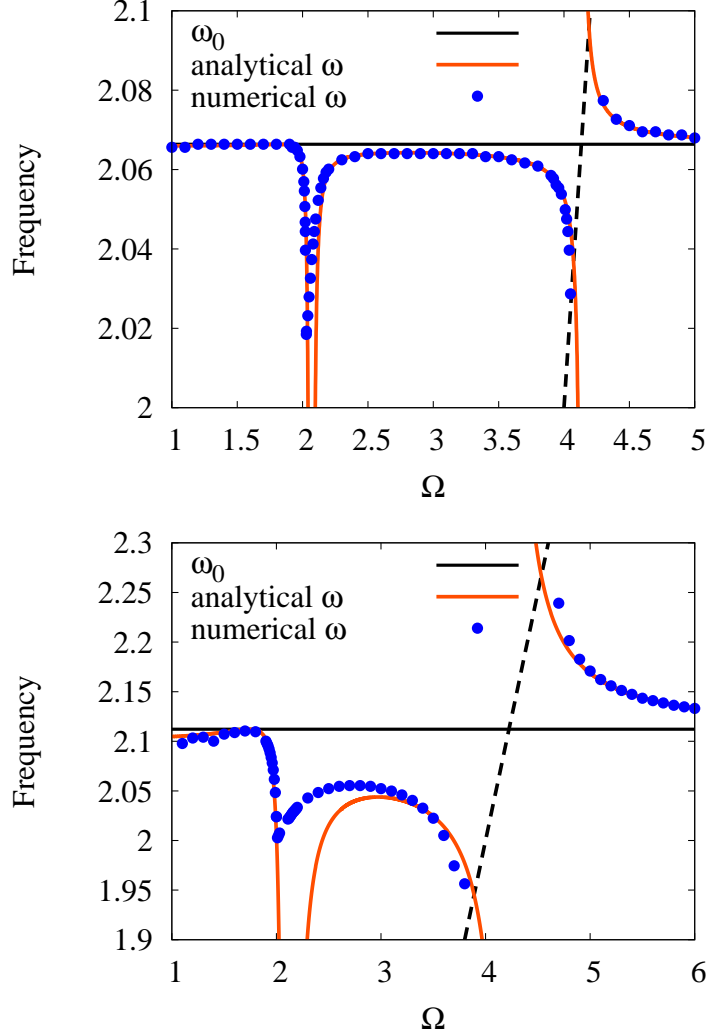 2.1
2.08
2.06
2.04
2.02
2
Frequency
ω0
analytical ω
numerical ω
1 1.5 2 2.5 3 3.5 4 4.5 5
Ω
2.3
2.25
2.2
2.15
2.1
2.05
2
1.95
1.9
Frequency
ω0
analytical ω
numerical ω
1 2 3 4 5 6
Ω